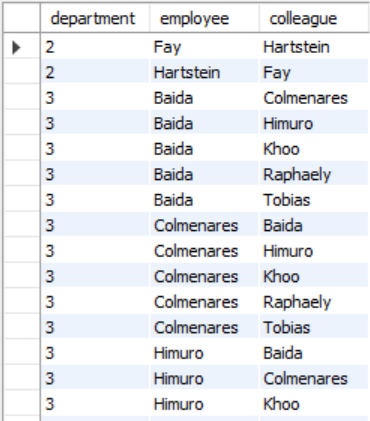 department employee colleague
2 Fay Hartstein
2 Hartstein Fay
3 Baida Colmenares
3 Baida Himuro
3 Baida Khoo
3 Baida Raphaely
3 Baida Tobias
3 Colmenares Baida
3 Colmenares Himuro
3 Colmenares Khoo
3 Colmenares Raphaely
3 Colmenares Tobias
3 Himuro Baida
3 Himuro Colmenares
3 Himuro Khoo